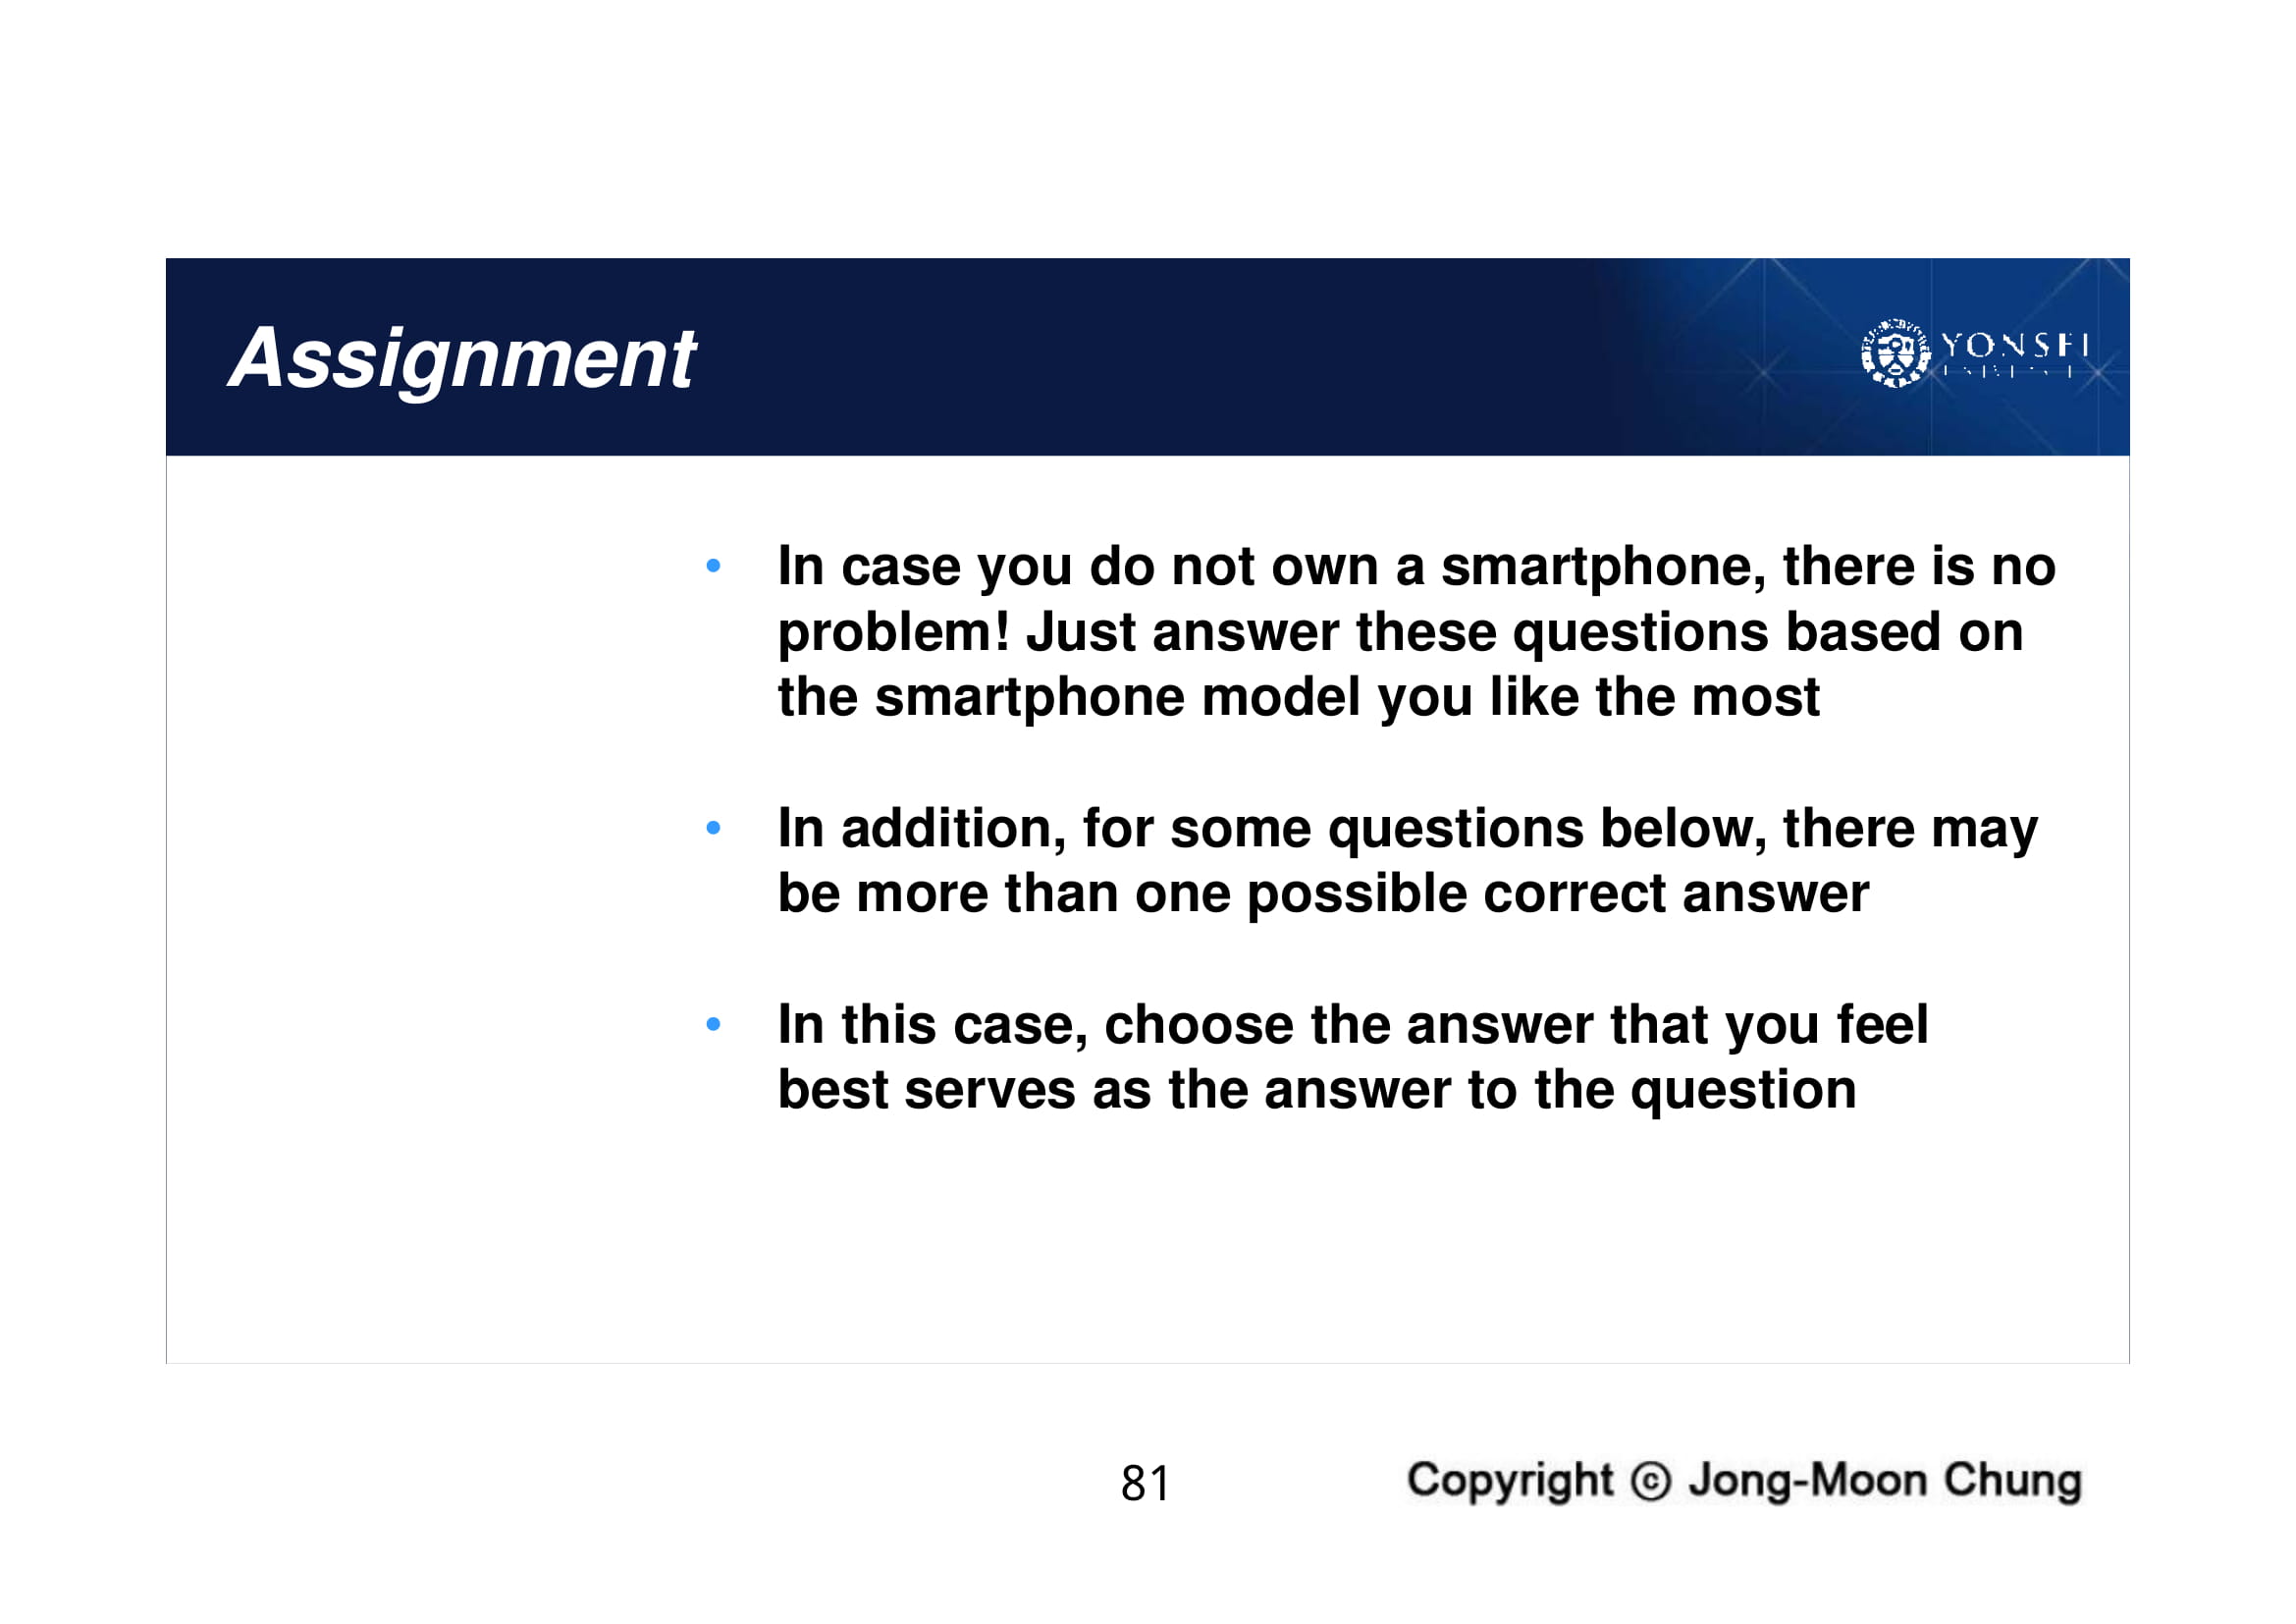 Assignment
YONSEI
In case you do not own a smartphone, there is no
problem! Just answer these questions based on
the smartphone model you like the most
In addition, for some questions below, there may
be more than one possible correct answer
In this case, choose the answer that you feel
best serves as the answer to the question
81
Copyright © Jong-Moon Chung